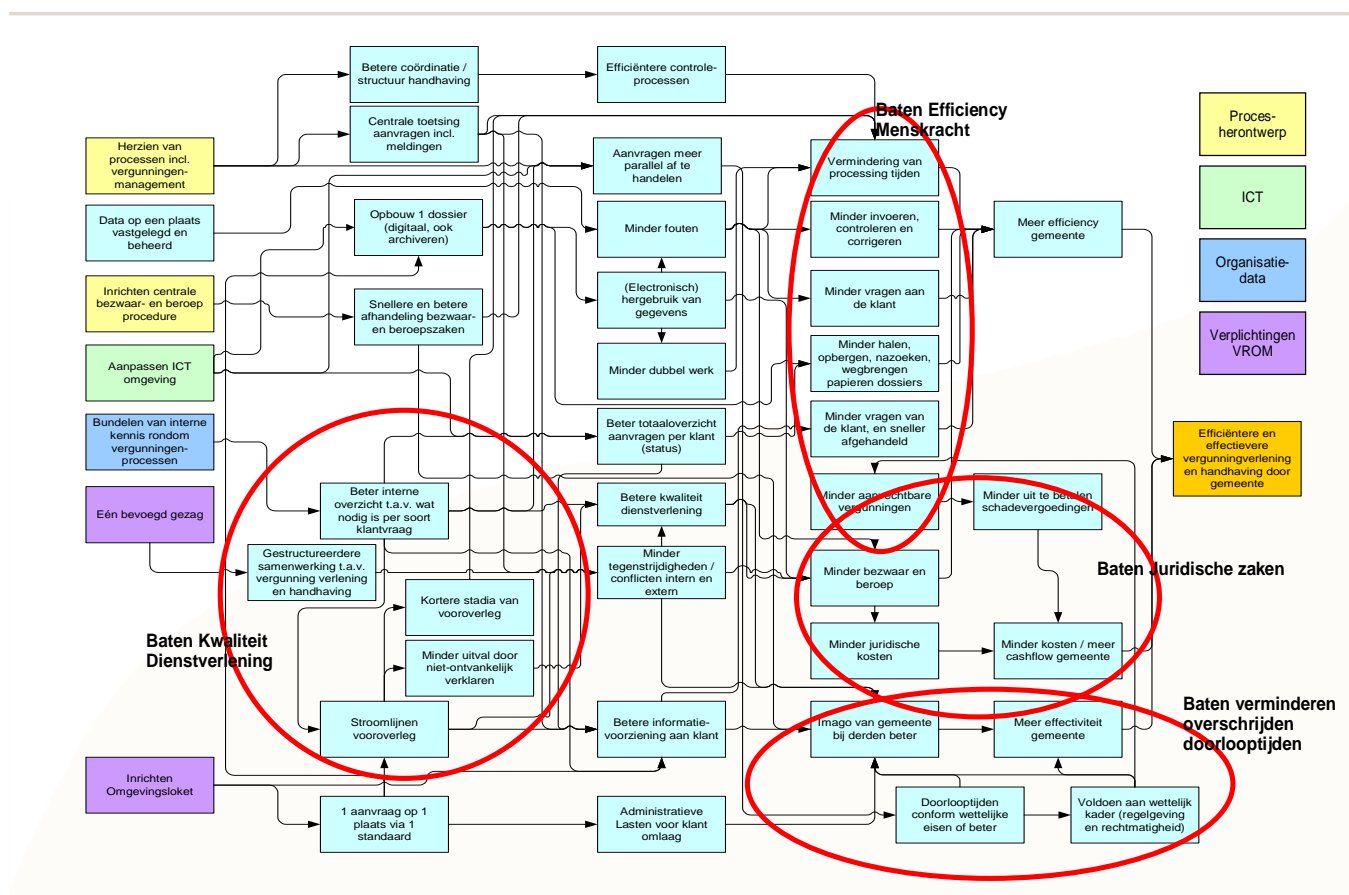 Betere coördinatie /
structuur handhaving
Efficiëntere controle-
processen
Baten Efficiency
Menskracht
Proces-
herontwerp
Centrale toetsing
aanvragen incl.
meldingen
Herzien van
processen incl.
vergunningen-
management
Aanvragen meer
parallel af te
handelen
Vermindering van
processing tijden
ICT
Data op een plaats
vastgelegd en
beheerd
Opbouw 1 dossier
(digitaal, ook
archiveren)
Minder fouten
Minder invoeren,
controleren en
corrigeren
Meer efficiency
gemeente
Organisatie-
data
Inrichten centrale
bezwaar- en beroep
procedure
Snellere en betere
afhandeling bezwaar-
en beroepszaken
(Electronisch)
hergebruik van
gegevens
Minder vragen aan
de klant
Verplichtingen
VROM
Aanpassen ICT
omgeving
Minder dubbel werk
Minder halen,
opbergen, nazoeken,
wegbrengen
papieren dossiers
Bundelen van interne
kennis rondom
vergunningen-
processen
Beter totaaloverzicht
aanvragen per klant
(status)
Minder vragen van
de klant, en sneller
afgehandeld
Efficiëntere en
effectievere
vergunningverlening
en handhaving door
gemeente
Eén bevoegd gezag
Beter interne
overzicht t.a.v. wat
nodig is per soort
klantvraag
Betere kwaliteit
dienstverlening
Minder aanvechtbare
vergunningen
Minder uit te betalen
schadevergoedingen
Gestructureerdere
samenwerking t.a.v.
vergunning verlening
en handhaving
Minder
tegenstrijdigheden /
conflicten intern en
extern
Minder bezwaar en
beroep
Baten Juridische zaken
Kortere stadia van
vooroverleg
Baten Kwaliteit
Dienstverlening
Minder uitval door
niet-ontvankelijk
verklaren
Minder juridische
kosten
Minder kosten / meer
cashflow gemeente
Stroomlijnen
vooroverleg
Betere informatie-
voorziening aan klant
Imago van gemeente
bij derden beter
Meer effectiviteit
gemeente
Baten verminderen
overschrijden
doorlooptijden
Inrichten
Omgevingsloket
1 aanvraag op 1
plaats via 1
standaard
Administratieve
Lasten voor klant
omlaag
Doorlooptijden
conform wettelijke
eisen of beter
Voldoen aan wettelijk
kader (regelgeving
en rechtmatigheid)